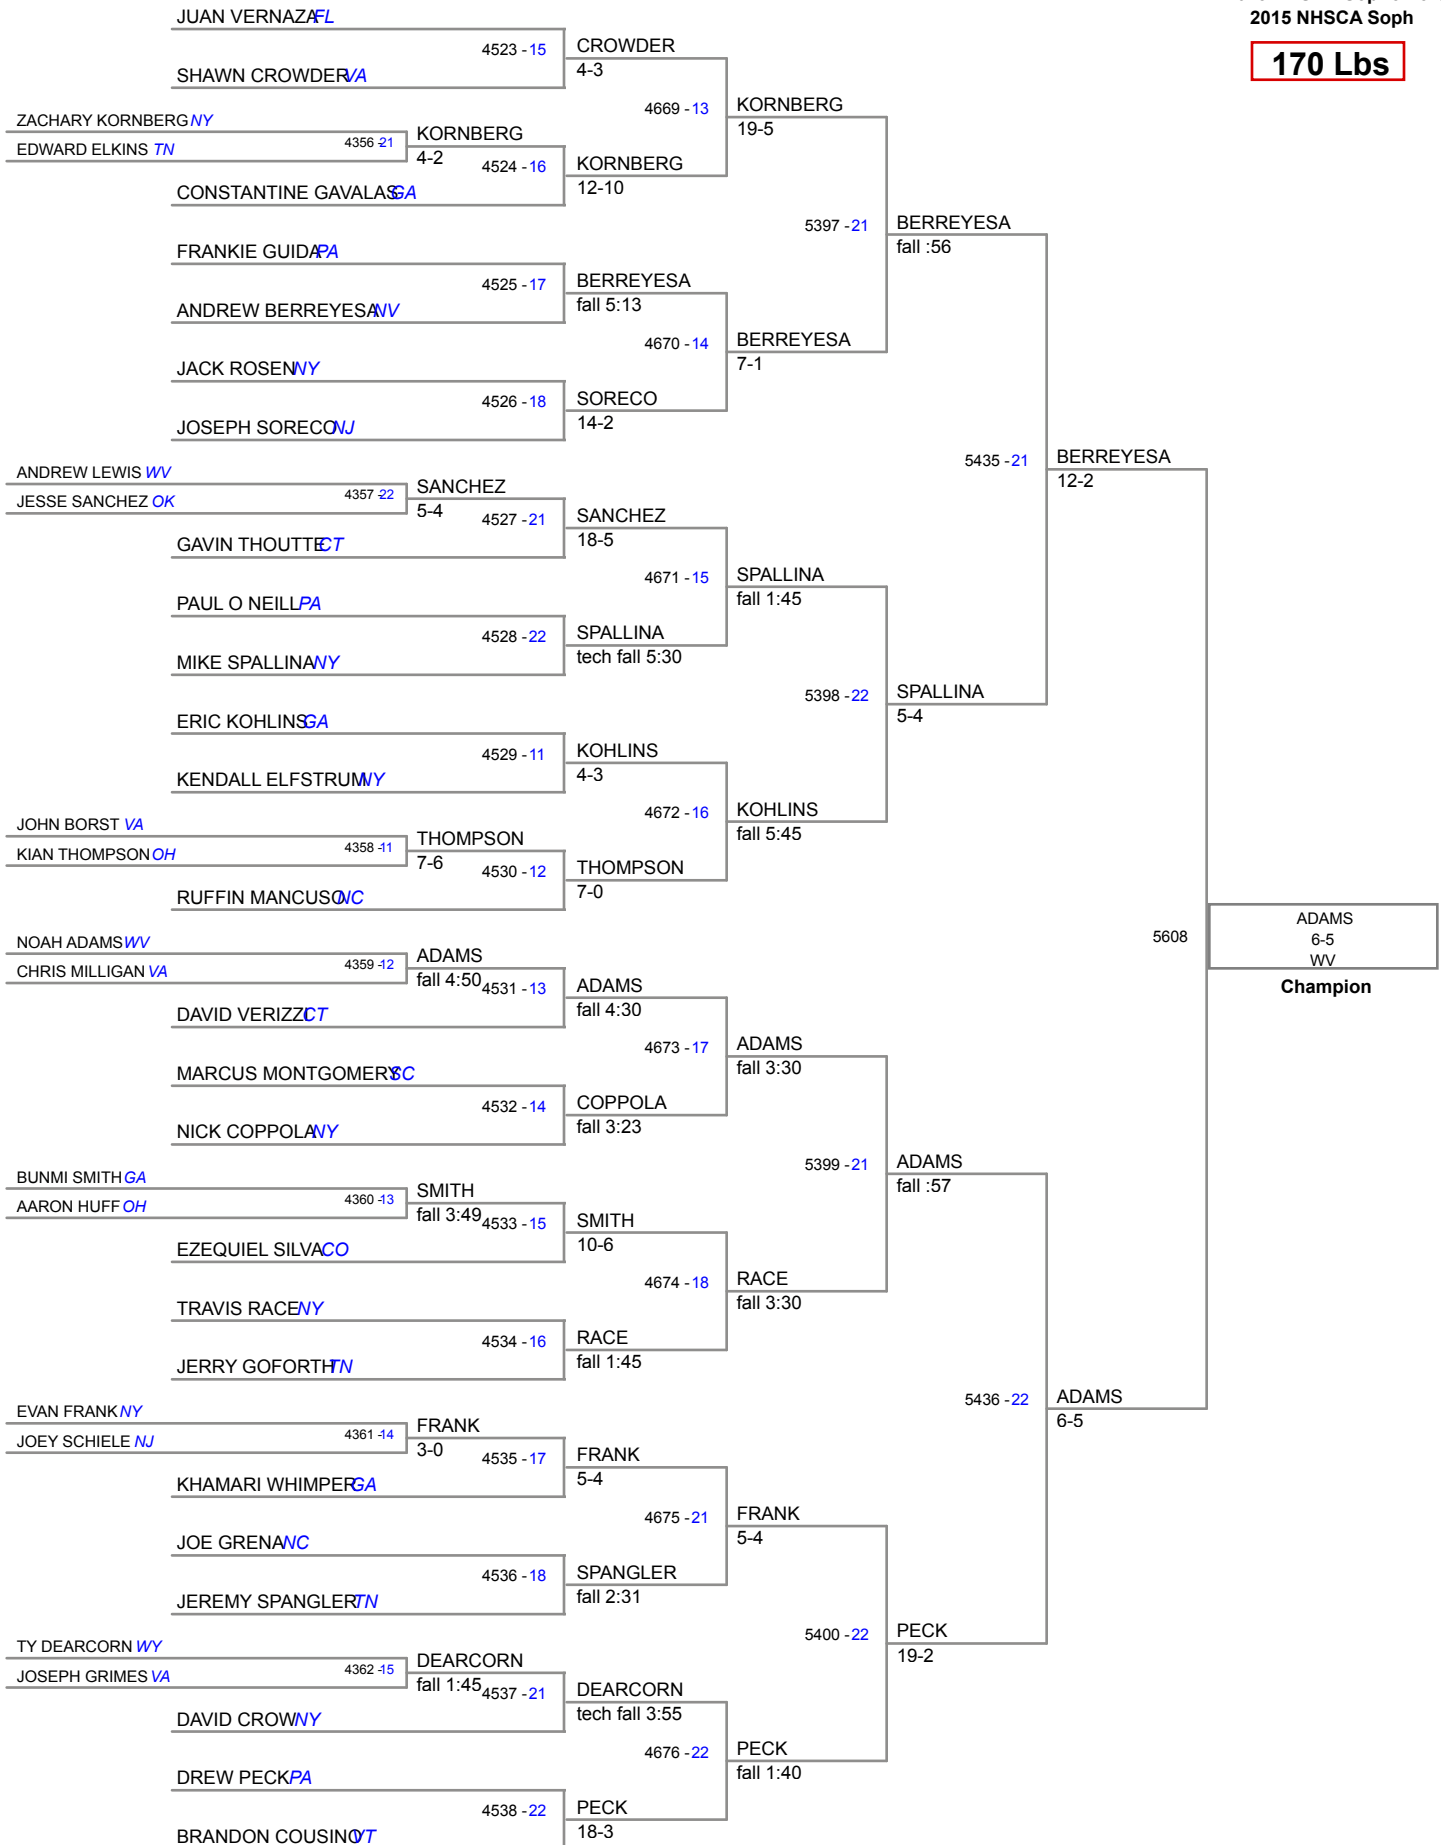 2015 NHSCA Soph
170 Lbs
JUAN VERNAZA FL
4523 - 15
CROWDER
4-3
SHAWN CROWDER VA
4669 - 13
KORNBERG
19-5
ZACHARY KORNBERG NY
4356 -21
KORNBERG
4-2
EDWARD ELKINS TN
4524 - 16
KORNBERG
12-10
CONSTANTINE GAVALAS GA
5397 - 21
BERREYESA
fall :56
FRANKIE GUIDA PA
4525 - 17
BERREYESA
fall 5:13
ANDREW BERREYESA NV
4670 - 14
BERREYESA
7-1
JACK ROSEN NY
4526 - 18
SORECO
14-2
JOSEPH SORECO NJ
5435 - 21
BERREYESA
12-2
ANDREW LEWIS WV
4357 -22
SANCHEZ
5-4
JESSE SANCHEZ OK
4527 - 21
SANCHEZ
18-5
GAVIN THOUTTE CT
4671 - 15
SPALLINA
fall 1:45
PAUL O NEILL PA
4528 - 22
SPALLINA
tech fall 5:30
MIKE SPALLINA NY
5398 - 22
SPALLINA
5-4
ERIC KOHLINS GA
4529 - 11
KOHLINS
4-3
KENDALL ELFSTRUM NY
4672 - 16
KOHLINS
fall 5:45
JOHN BORST VA
4358 -11
THOMPSON
7-6
KIAN THOMPSON OH
4530 - 12
THOMPSON
7-0
RUFFIN MANCUSO NC
5608
ADAMS
6-5
WV
Champion
NOAH ADAMS WV
4359 -12
ADAMS
fall 4:50
CHRIS MILLIGAN VA
4531 - 13
ADAMS
fall 4:30
DAVID VERIZZI CT
4673 - 17
ADAMS
fall 3:30
MARCUS MONTGOMERY SC
4532 - 14
COPPOLA
fall 3:23
NICK COPPOLA NY
5399 - 21
ADAMS
fall :57
BUNMI SMITH GA
4360 -13
SMITH
fall 3:49
AARON HUFF OH
4533 - 15
SMITH
10-6
EZEQUIEL SILVA CO
4674 - 18
RACE
fall 3:30
TRAVIS RACE NY
4534 - 16
RACE
fall 1:45
JERRY GOFORTH TN
5436 - 22
ADAMS
6-5
EVAN FRANK NY
4361 -14
FRANK
3-0
JOEY SCHIELE NJ
4535 - 17
FRANK
5-4
KHAMARI WHIMPER GA
4675 - 21
FRANK
5-4
JOE GRENA NC
4536 - 18
SPANGLER
fall 2:31
JEREMY SPANGLER TN
5400 - 22
PECK
19-2
TY DEARCORN WY
4362 -15
DEARCORN
fall 1:45
JOSEPH GRIMES VA
4537 - 21
DEARCORN
tech fall 3:55
DAVID CROW NY
4676 - 22
PECK
fall 1:40
DREW PECK PA
4538 - 22
PECK
18-3
BRANDON COUSINO VT